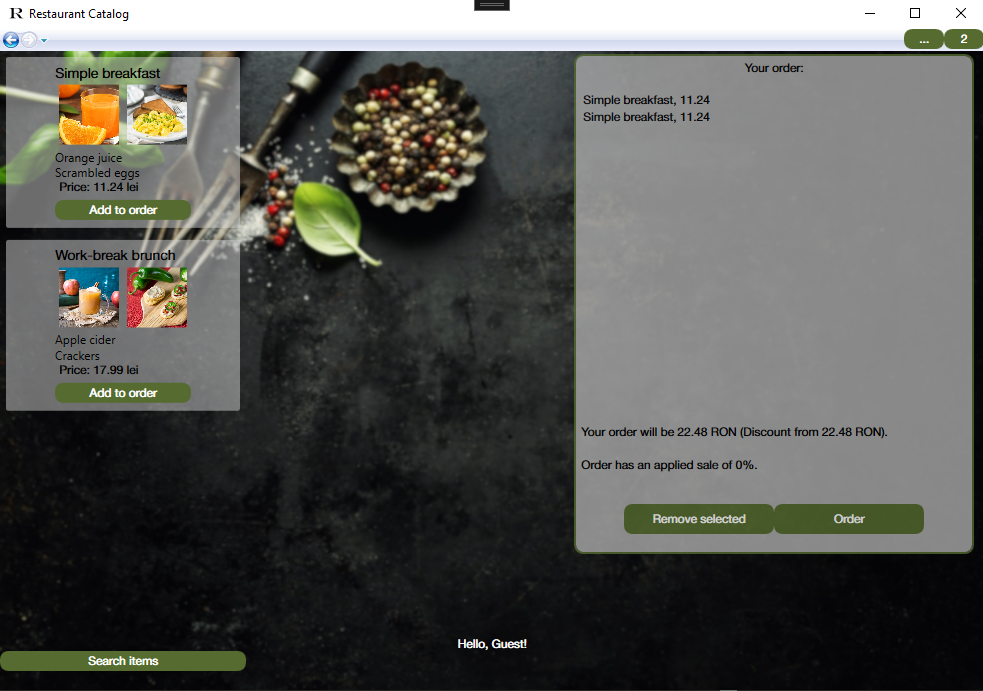 R Restaurant Catalog
... 2
Simple breakfast
Orange juice
Scrambled eggs
Price: 11.24 lei
Add to order
Work-break brunch
Apple cider
Crackers
Price: 17.99 lei
Add to order
Your order:
Simple breakfast, 11.24
Simple breakfast, 11.24
Your order will be 22.48 RON (Discount from 22.48 RON).
Order has an applied sale of 0%.
Remove selected
Order
Hello, Guest!
Search items